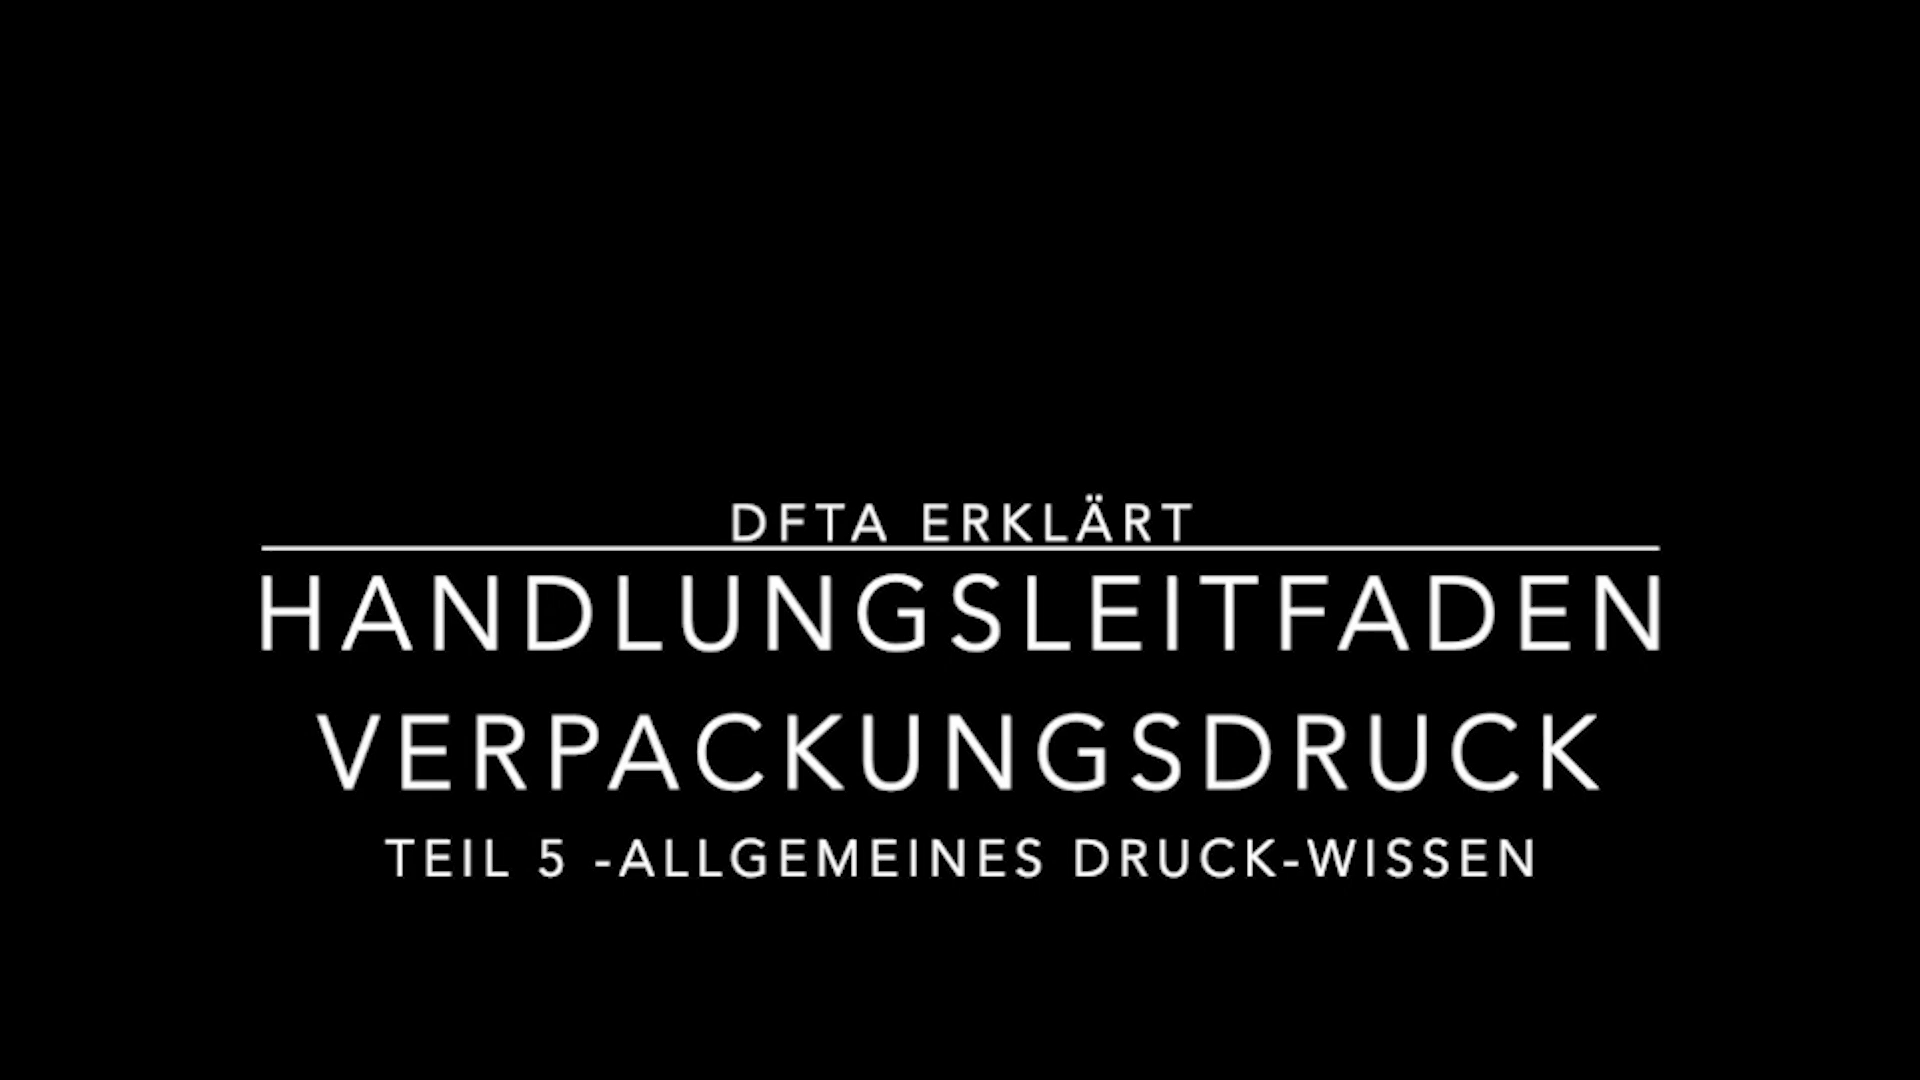 DFTA ERKLÄRT
HANDLUNGSLEITFADEN
VERPACKUNGSDRUCK
TEIL 5 -ALLGEMEINES DRUCK-WISSEN